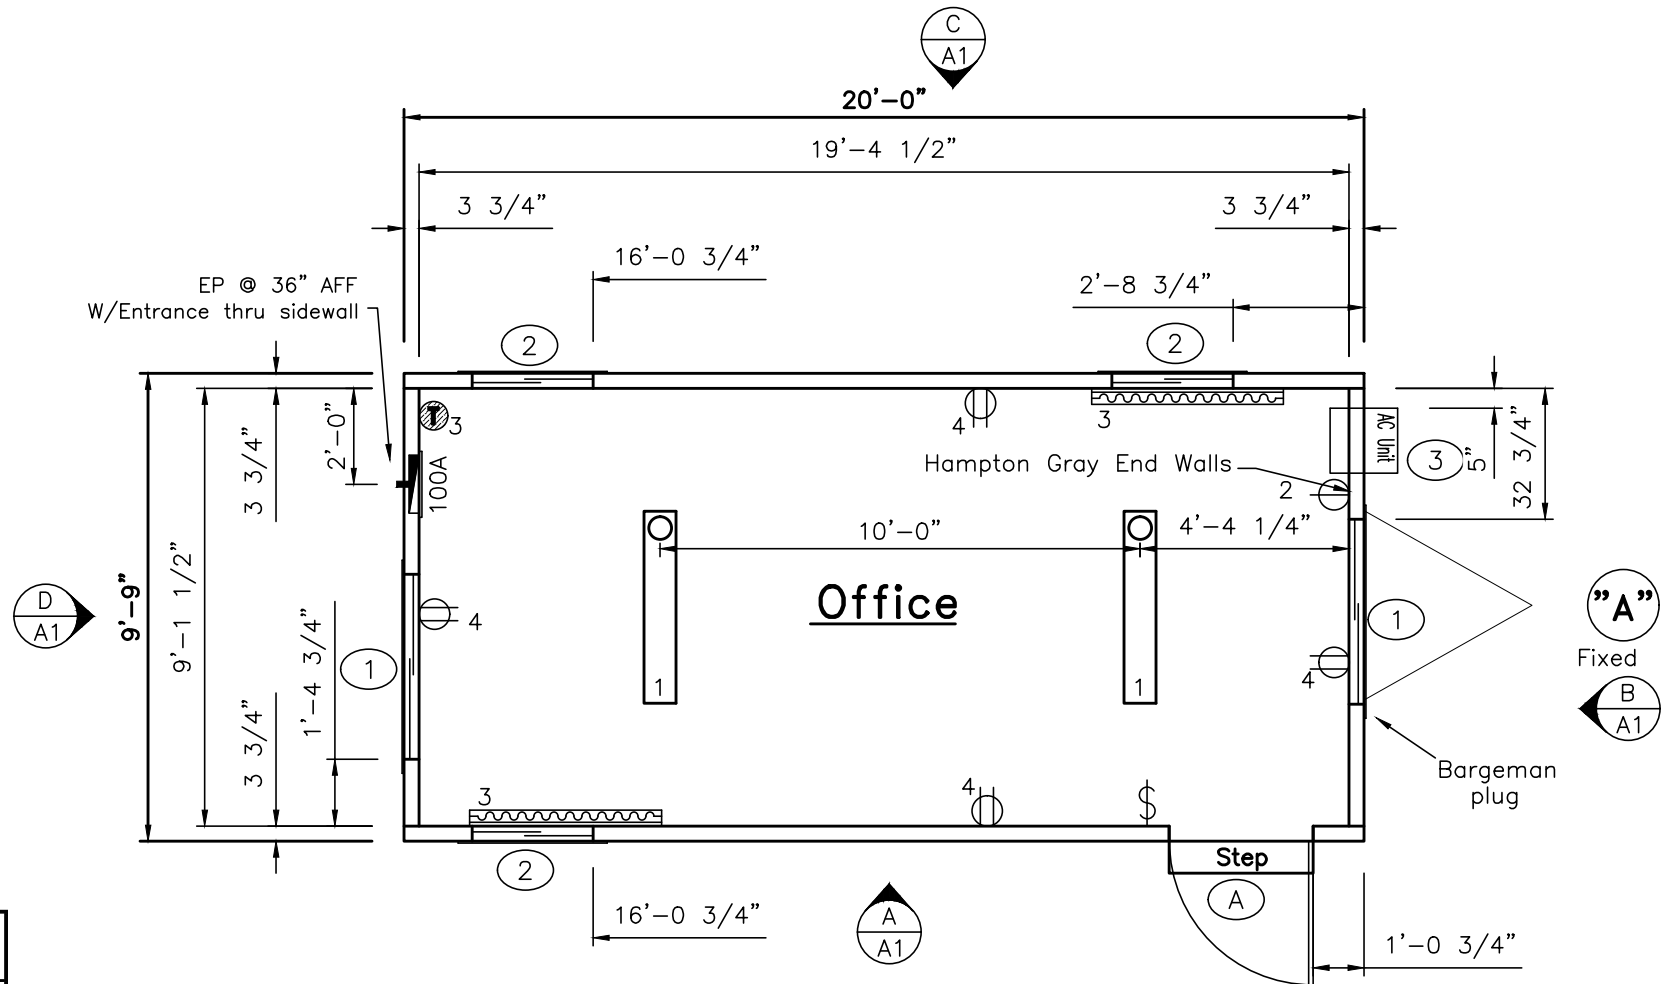 C
A1
20'-0"
19'-4 1/2"
3 3/4"
3 3/4"
16'-0 3/4"
2'-8 3/4"
EP @ 36" AFF
W/Entrance thru sidewall
2
2
3 3/4"
2'-0"
T
3
100A
4
3
AC Unit
3
5"
32 3/4"
Hampton Gray End Walls
2
10'-0"
4'-4 1/4"
D
A1
9'-9"
9'-1 1/2"
1'-4 3/4"
1
4
Office
1
"A"
Fixed
B
A1
4
1
1
3 3/4"
3
4
$
Bargeman
plug
2
Step
A
16'-0 3/4"
A
A1
1'-0 3/4"